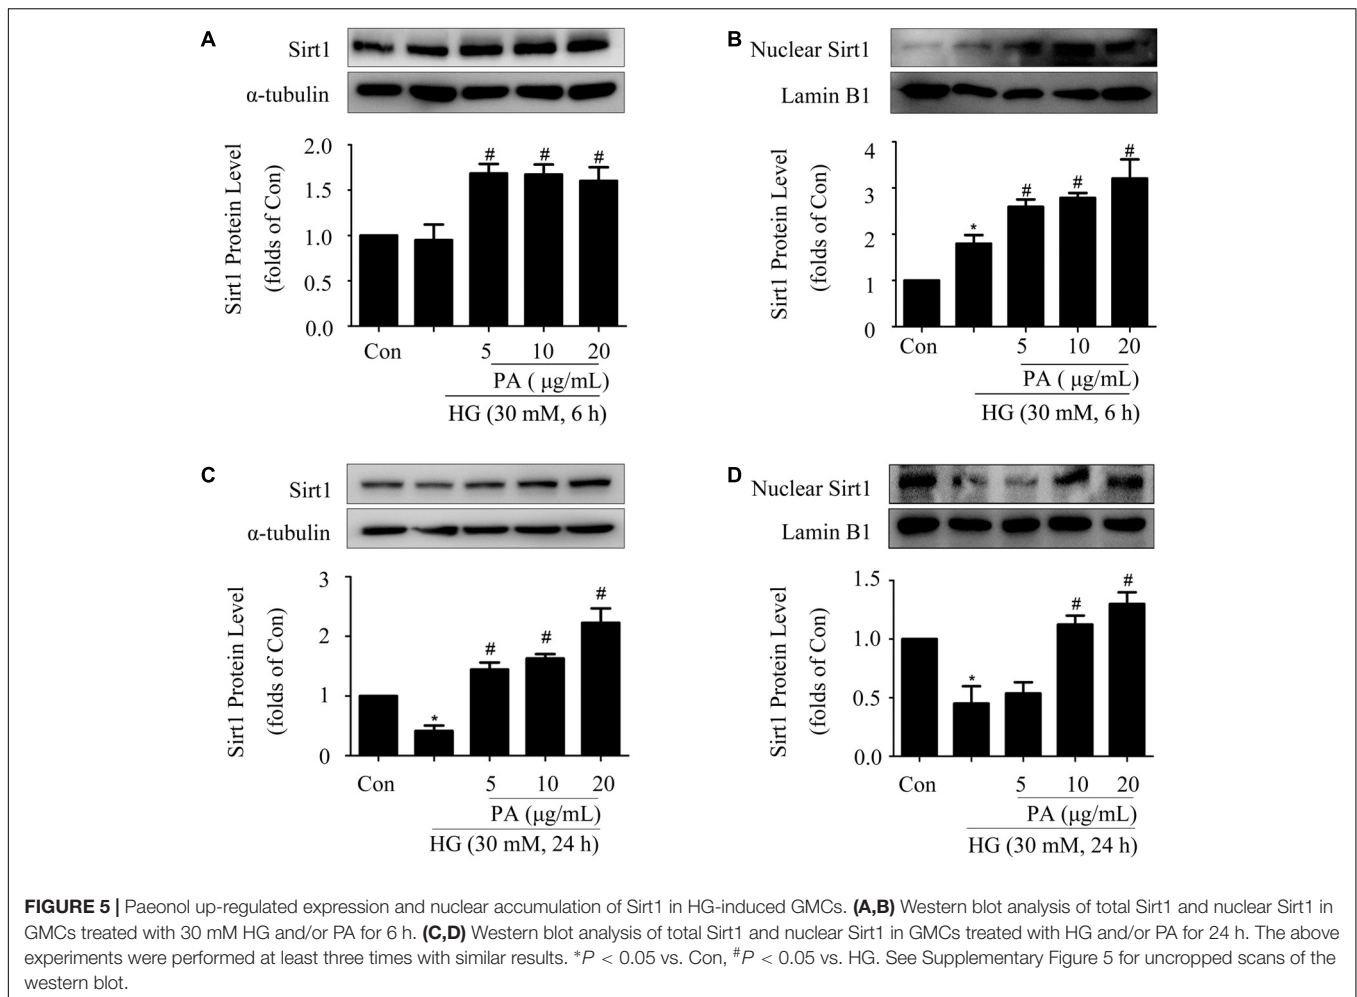 A
Sirt1
α-tubulin
Sirt1 Protein Level
(folds of Con)
2.0
1.5
1.0
0.5
0.0
# # #
Con 5 10 20
PA ( μg/mL)
HG (30 mM, 6 h)
B
Nuclear Sirt1
Lamin B1
Sirt1 Protein Level
(folds of Con)
4
3
2
1
0
* # # #
Con 5 10 20
PA ( μg/mL)
HG (30 mM, 6 h)
C
Sirt1
α-tubulin
Sirt1 Protein Level
(folds of Con)
3
2
1
0
* # # #
Con 5 10 20
PA (μg/mL)
HG (30 mM, 24 h)
D
Nuclear Sirt1
Lamin B1
Sirt1 Protein Level
(folds of Con)
1.5
1.0
0.5
0.0
* # #
Con 5 10 20
PA (μg/mL)
HG (30 mM, 24 h)
FIGURE 5 | Paeonol up-regulated expression and nuclear accumulation of Sirt1 in HG-induced GMCs. (A,B) Western blot analysis of total Sirt1 and nuclear Sirt1 in
GMCs treated with 30 mM HG and/or PA for 6 h. (C,D) Western blot analysis of total Sirt1 and nuclear Sirt1 in GMCs treated with HG and/or PA for 24 h. The above
experiments were performed at least three times with similar results. *P < 0.05 vs. Con, #P < 0.05 vs. HG. See Supplementary Figure 5 for uncropped scans of the
western blot.